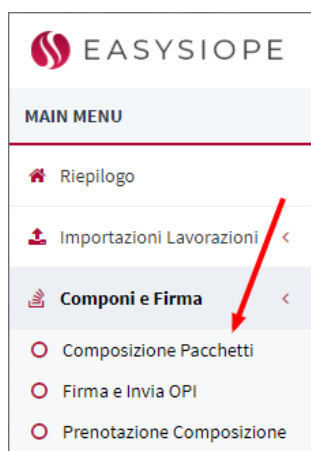 EASYSIOPE
MAIN MENU
Riepilogo
Importazioni Lavorazioni
Componi e Firma
Composizione Pacchetti
Firma e Invia OPI
Prenotazione Composizione